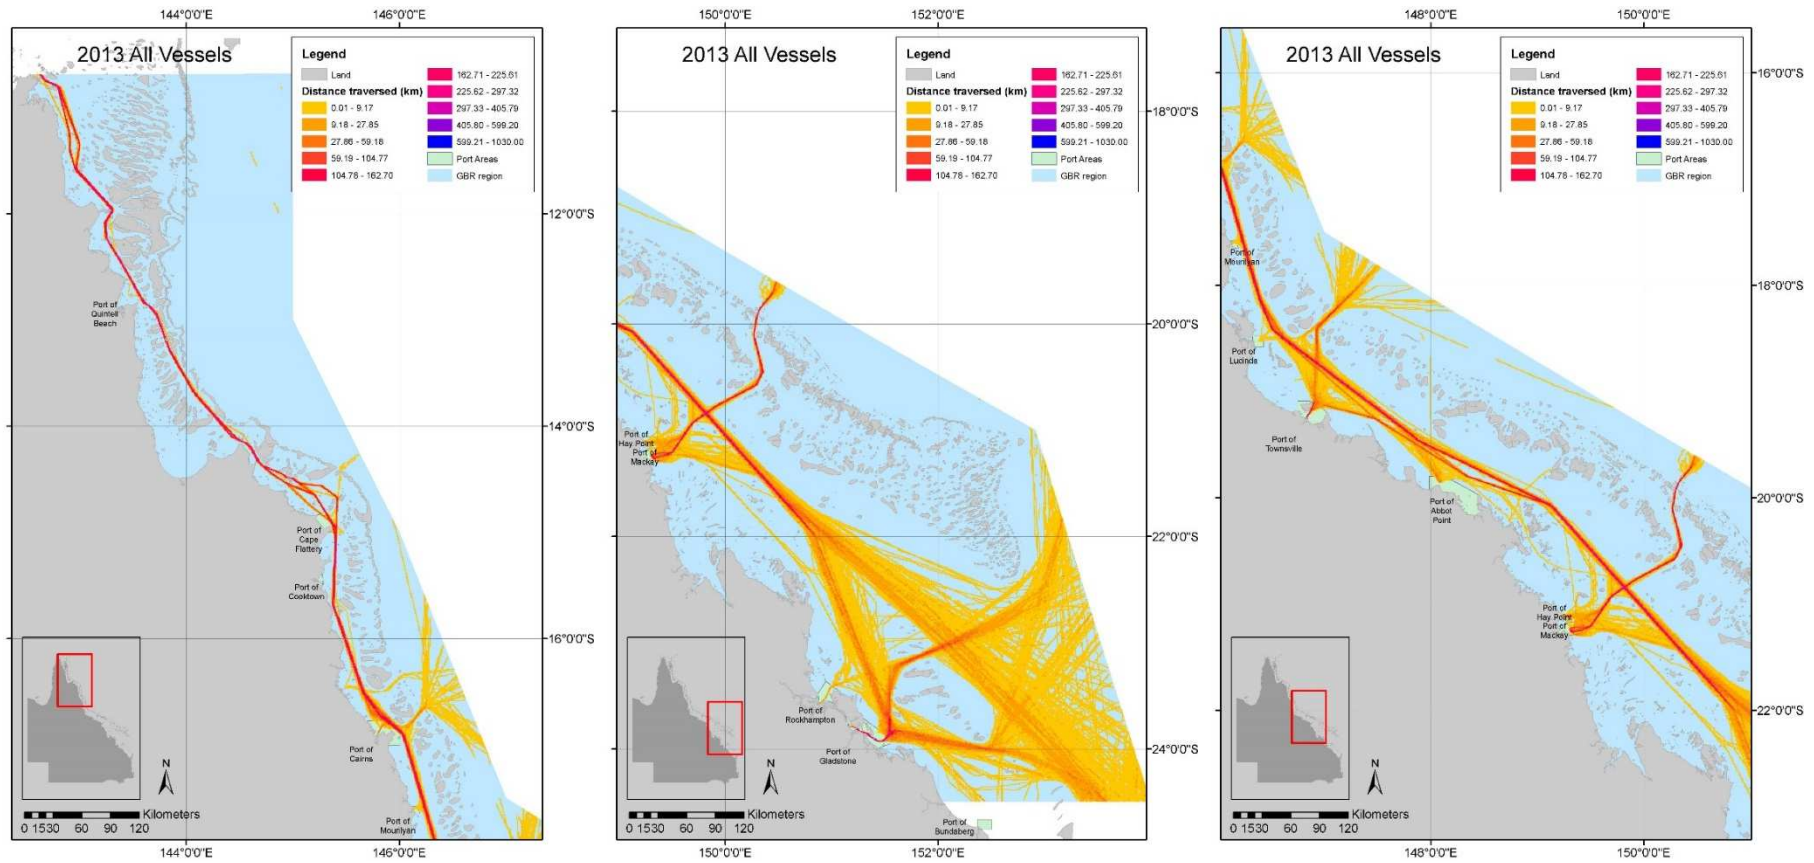 144°0'0"E
146°0'0"E
2013 All Vessels
Legend
Land
Distance traversed (km)
0.01 - 9.17
9.18 - 27.85
27.86 - 59.18
59.19 - 104.77
104.78 - 162.70
162.71 - 225.61
225.62 - 297.32
297.33 - 405.79
405.80 - 599.20
599.21 - 1030.00
Port Areas
GBR region
12°0'0"S
Port of
Quintell
Beach
14°0'0"S
Port of
Cape
Flattery
Port of
Cooktown
16°0'0"S
Port of
Cairns
Port of
Mourilyan
N
Kilometers
0 1530 60 90 120
144°0'0"E
146°0'0"E
150°0'0"E
152°0'0"E
2013 All Vessels
Legend
Land
Distance traversed (km)
0.01 - 9.17
9.18 - 27.85
27.86 - 59.18
59.19 - 104.77
104.78 - 162.70
162.71 - 225.61
225.62 - 297.32
297.33 - 405.79
405.80 - 599.20
599.21 - 1030.00
Port Areas
GBR region
18°0'0"S
20°0'0"S
Port of
Hay Point
Port of
Mackay
22°0'0"S
Port of
Rockhampton
Port of
Gladstone
24°0'0"S
Port of
Bundaberg
N
Kilometers
0 1530 60 90 120
150°0'0"E
152°0'0"E
148°0'0"E
150°0'0"E
2013 All Vessels
Legend
Land
Distance traversed (km)
0.01 - 9.17
9.18 - 27.85
27.86 - 59.18
59.19 - 104.77
104.78 - 162.70
162.71 - 225.61
225.62 - 297.32
297.33 - 405.79
405.80 - 599.20
599.21 - 1030.00
Port Areas
GBR region
16°0'0"S
Port of
Mourilyan
18°0'0"S
Port of
Lucinda
Port of
Townsville
20°0'0"S
Port of
Abbot
Point
Port of
Hay Point
Port of
Mackay
22°0'0"S
N
Kilometers
0 1530 60 90 120
148°0'0"E
150°0'0"E